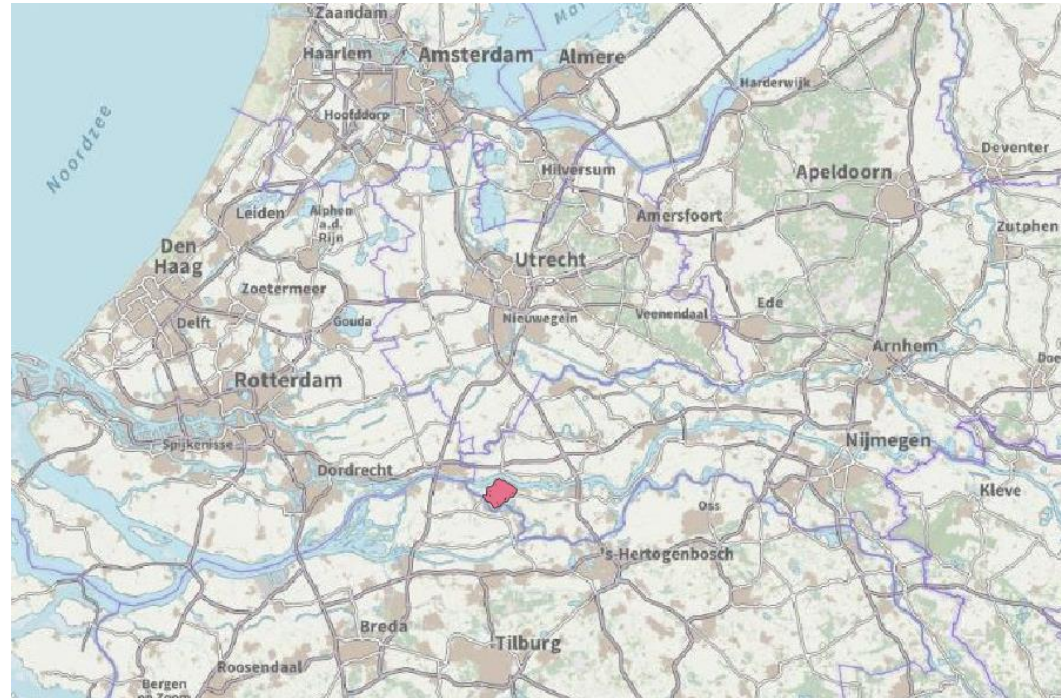 Zaandam
Haarlem
Amsterdam
Almere
Harderwijk
Hoofddorp
Noordzee
Hilversum
Deventer
Apeldoorn
Leiden
Alphen
a.d.
Rijn
Amersfoort
Zutphen
Den
Haag
Utrecht
Zoetermeer
Ede
Delft
Gouda
Nieuwegein
Veenendaal
Arnhem
Rotterdam
Spijkenisse
Nijmegen
Dordrecht
Kleve
Oss
's-Hertogenbosch
Breda
Tilburg
Roosendaal
Bergen